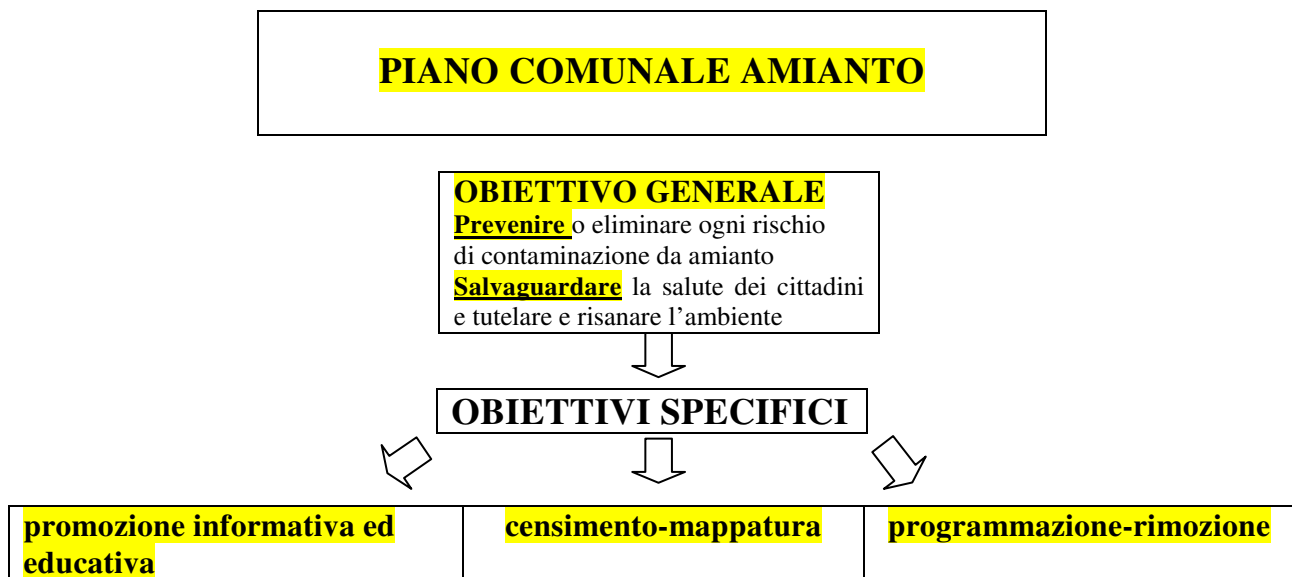 PIANO COMUNALE AMIANTO
OBIETTIVO GENERALE
Prevenire o eliminare ogni rischio
di contaminazione da amianto
Salvaguardare la salute dei cittadini
e tutelare e risanare l’ambiente
OBIETTIVI SPECIFICI
promozione informativa ed
educativa
censimento-mappatura
programmazione-rimozione